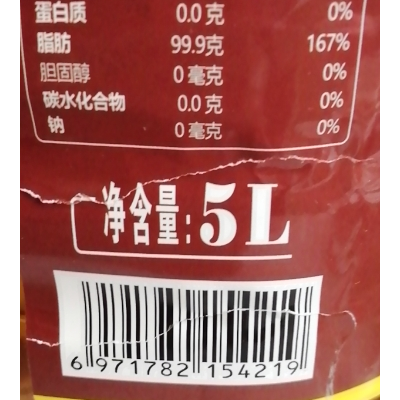 蛋白质 0.0 克 0%
脂肪 99.9克 167%
胆固醇 0 毫克 0%
碳水化合物 0.0 克 0%
钠 0 毫克 0%
净含量:5L
6 971782 154219